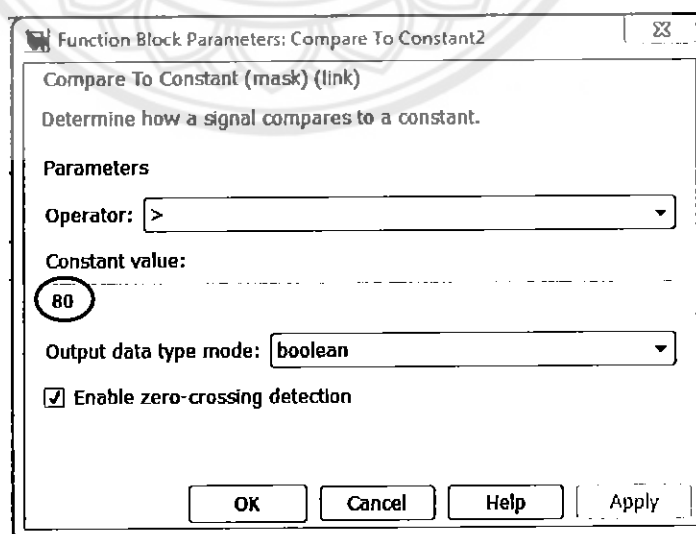 Function Block Parameters: Compare To Constant2
Compare To Constant (mask) (link)
Determine how a signal compares to a constant.
Parameters
Operator: >
Constant value:
80
Output data type mode: boolean
Enable zero-crossing detection
OK Cancel Help Apply